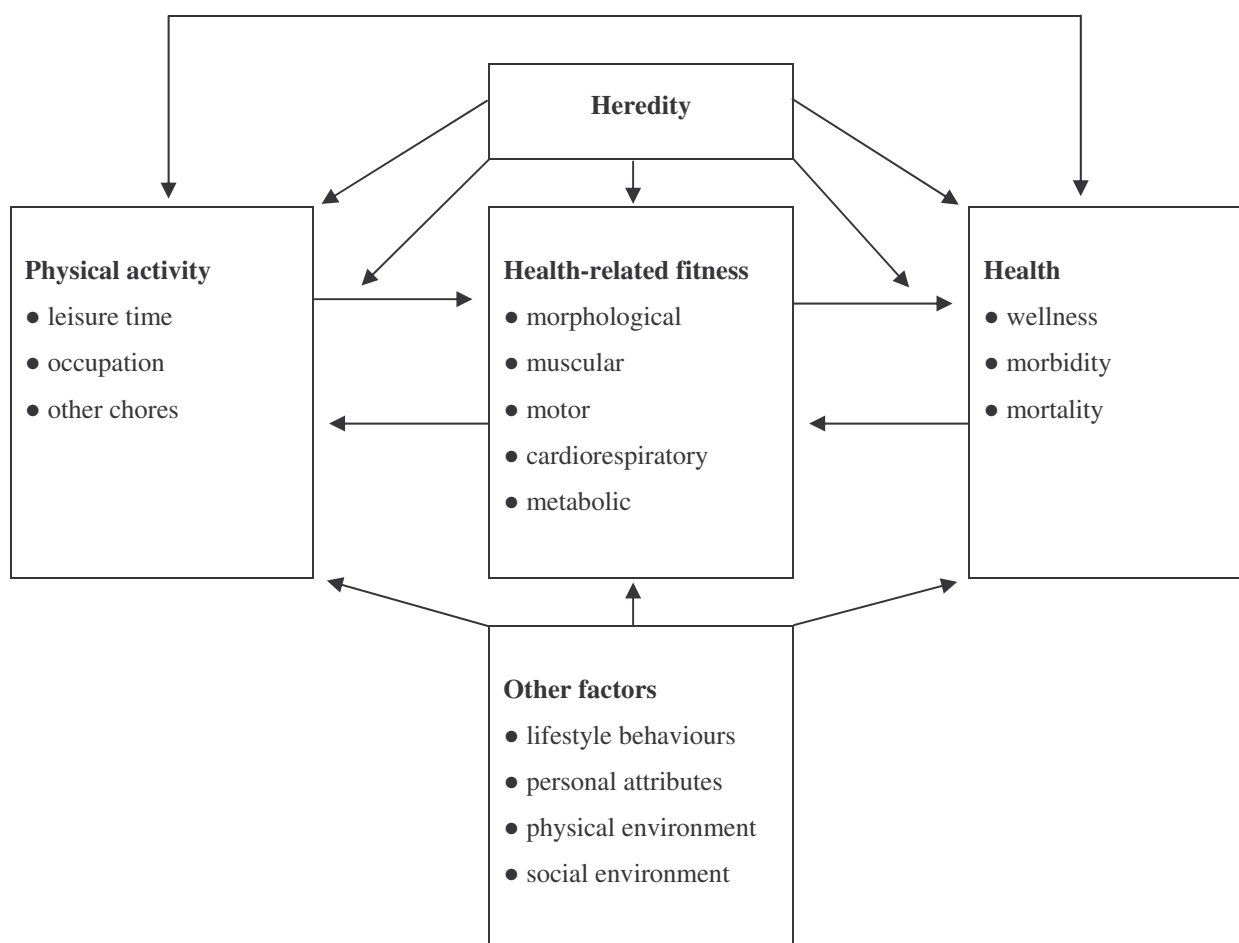 Heredity
Physical activity
● leisure time
● occupation
● other chores
Health-related fitness
● morphological
● muscular
● motor
● cardiorespiratory
● metabolic
Health
● wellness
● morbidity
● mortality
Other factors
● lifestyle behaviours
● personal attributes
● physical environment
● social environment